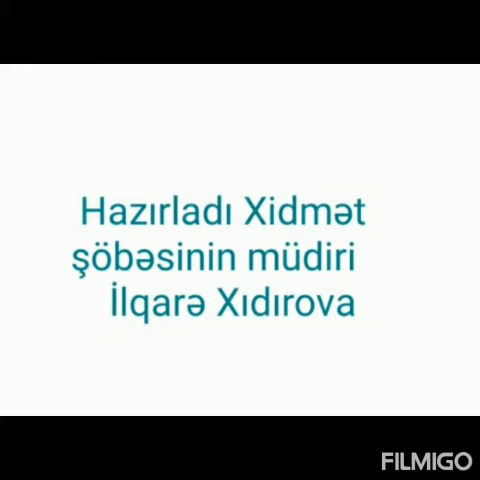 Hazırladı Xidmət
şöbəsinin müdiri
İlqarə Xıdırova
FILMIGO